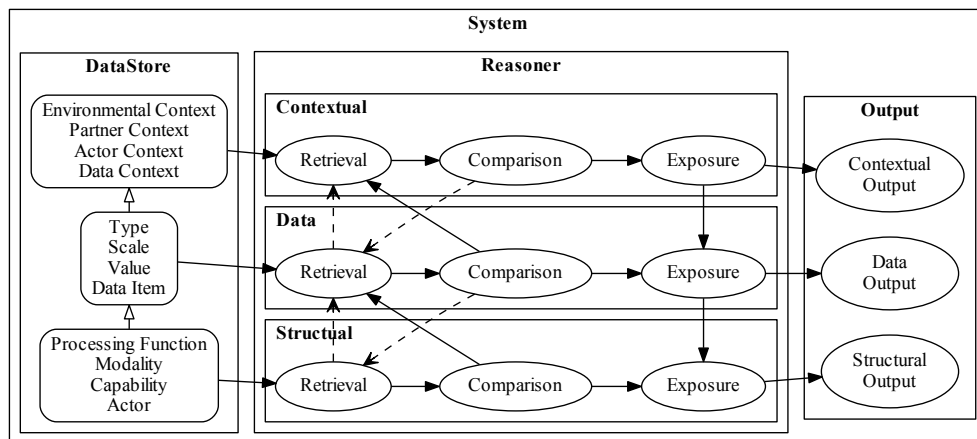 System
DataStore
Environmental Context
Partner Context
Actor Context
Data Context
Type
Scale
Value
Data Item
Processing Function
Modality
Capability
Actor
Reasoner
Contextual
Retrieval
Comparison
Exposure
Data
Retrieval
Comparison
Exposure
Structual
Retrieval
Comparison
Exposure
Output
Contextual
Output
Data
Output
Structural
Output